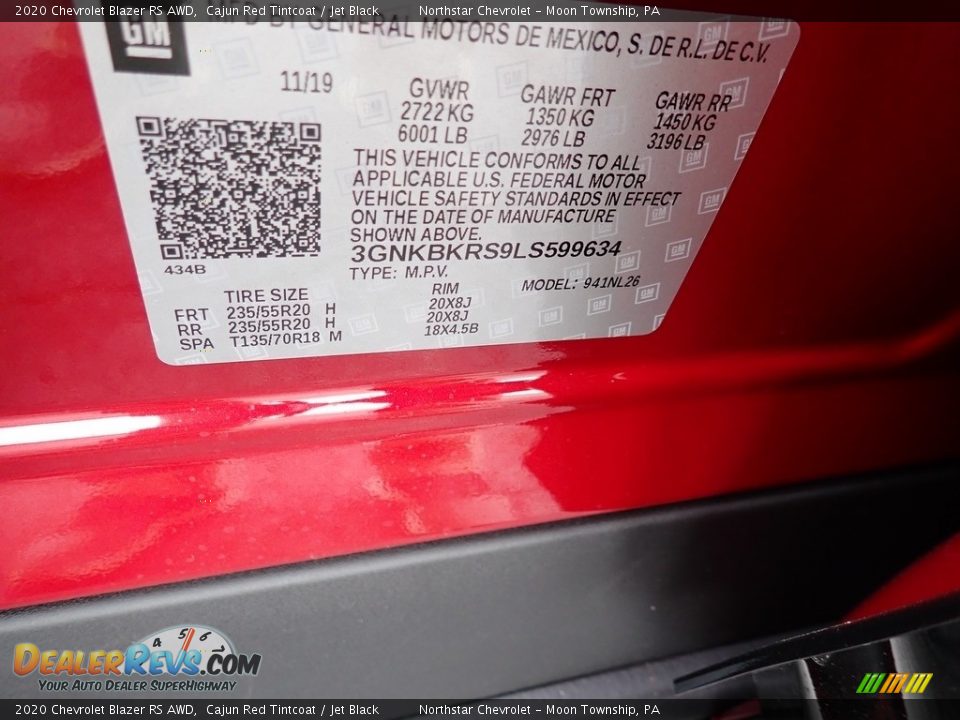 2020 Chevrolet Blazer RS AWD, Cajun Red Tintcoat / Jet Black Northstar Chevrolet - Moon Township, PA
GM MFD BY GENERAL MOTORS DE MEXICO, S. DE R.L. DE C.V.
11/19 GVWR GAWR FRT GAWR RR
2722 KG 1350 KG 1450 KG
6001 LB 2976 LB 3196 LB
THIS VEHICLE CONFORMS TO ALL
APPLICABLE U.S. FEDERAL MOTOR
VEHICLE SAFETY STANDARDS IN EFFECT
ON THE DATE OF MANUFACTURE
SHOWN ABOVE.
3GNKBKRS9LS599634
434B TYPE: M.P.V. MODEL: 941NL26
TIRE SIZE RIM
FRT 235/55R20 H 20X8J
RR 235/55R20 H 20X8J
SPA T135/70R18 M 18X4.5B
4 5 6
DEALERREVS.COM
YOUR AUTO DEALER SUPERHIGHWAY
2020 Chevrolet Blazer RS AWD, Cajun Red Tintcoat / Jet Black Northstar Chevrolet - Moon Township, PA